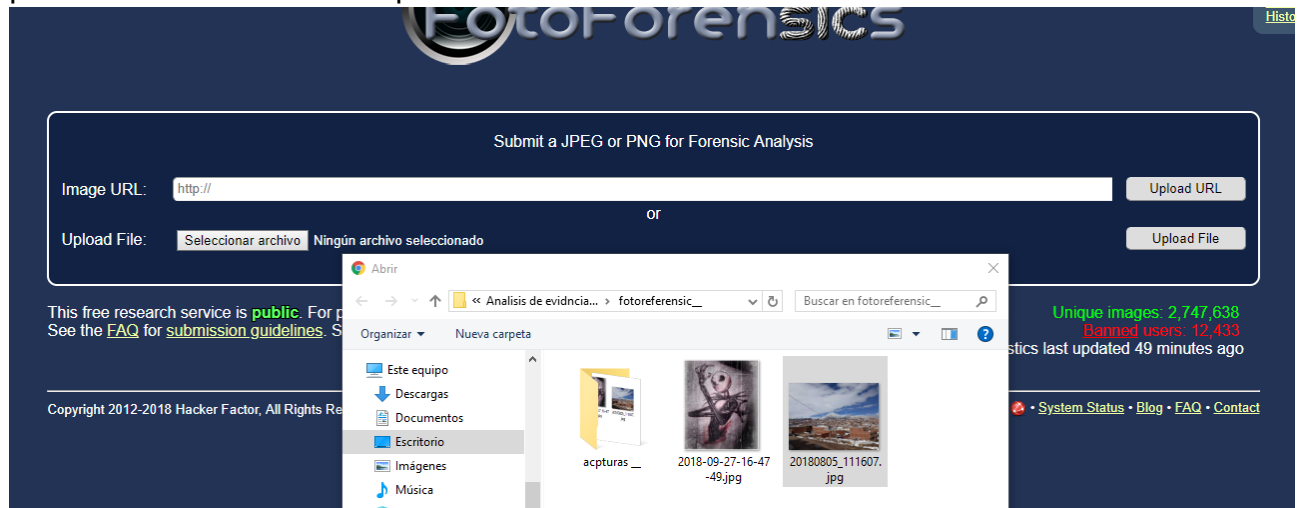 FotoForensics
Histo
Submit a JPEG or PNG for Forensic Analysis
Image URL: http:// Upload URL
or
Upload File: Seleccionar archivo Ningún archivo seleccionado Upload File
Abrir
« Analisis de evidncia... > fotoreferensic__ Buscar en fotoreferensic__
Organizar Nueva carpeta
This free research service is public. For p
See the FAQ for submission guidelines. S
Unique images: 2,747,638
Banned users: 12,433
stics last updated 49 minutes ago
Este equipo
Descargas
Documentos
Escritorio
Imágenes
Música
acpturas __
2018-09-27-16-47
-49.jpg
20180805_111607.
jpg
Copyright 2012-2018 Hacker Factor, All Rights Re
• System Status • Blog • FAQ • Contact